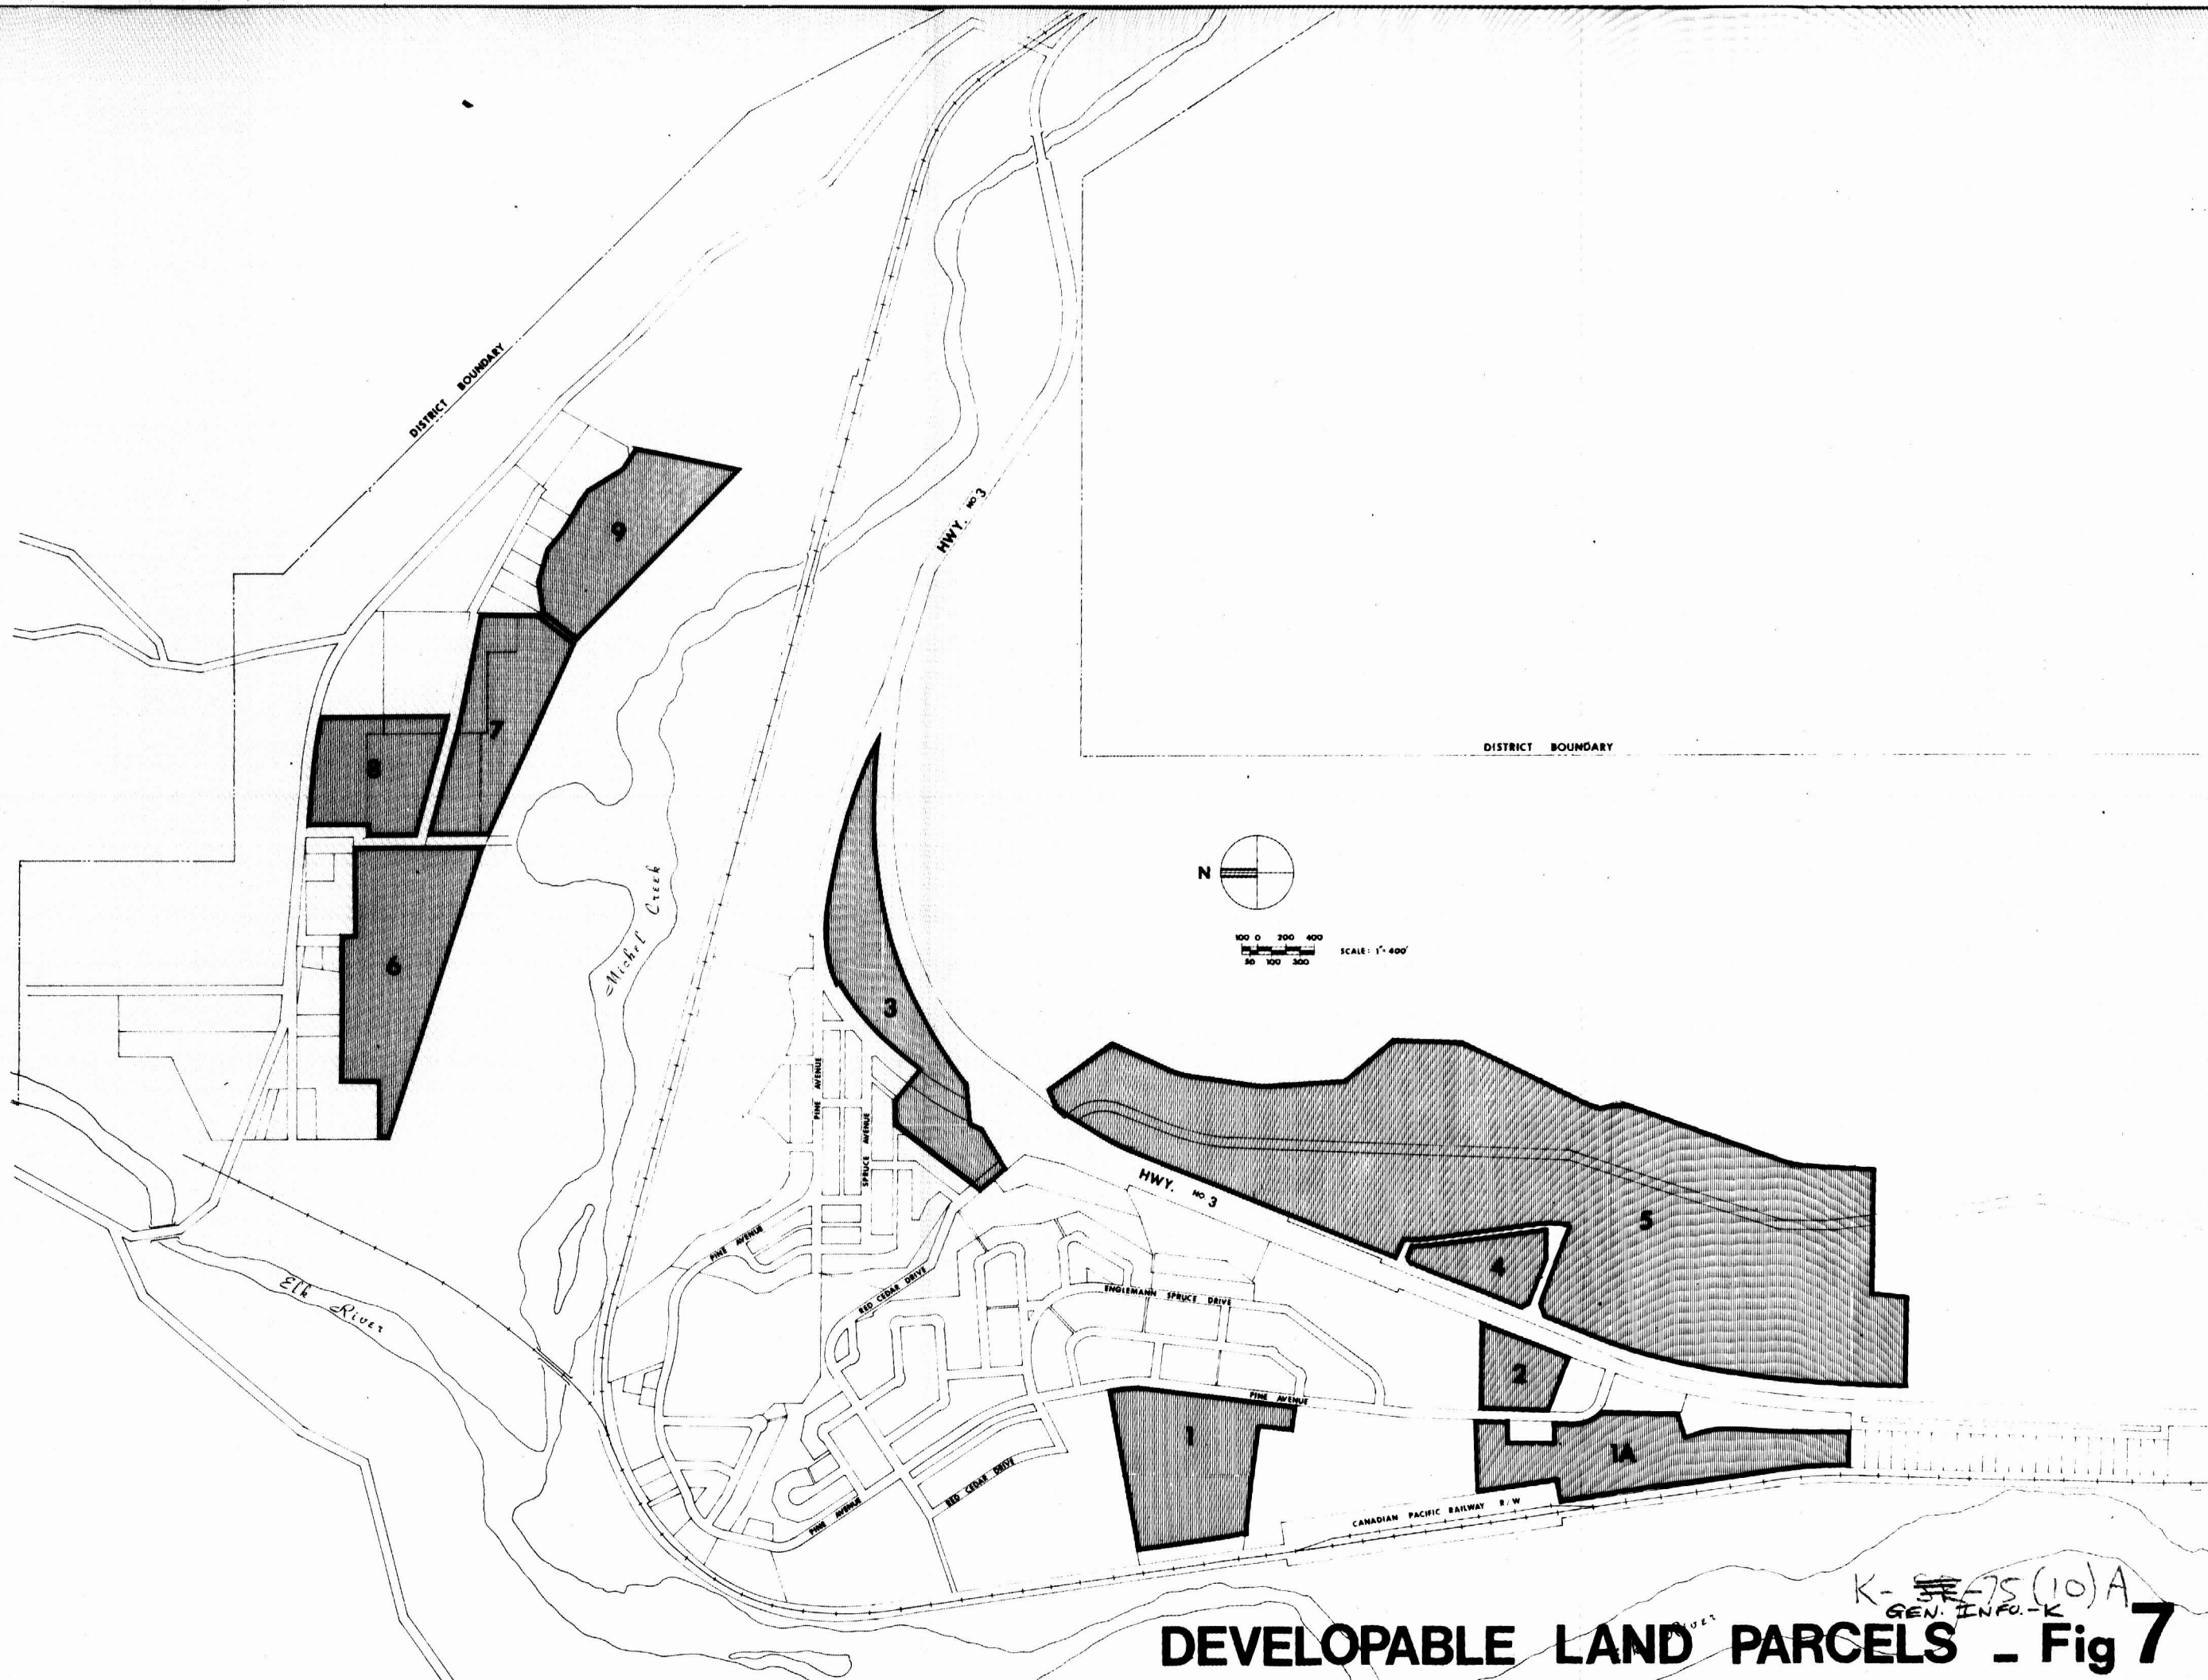 DISTRICT BOUNDARY
9
HWY. NO. 3
7
8
DISTRICT BOUNDARY
N
100 0 200 400
50 100 300
SCALE: 1"= 400'
Michel Creek
6
3
PINE AVENUE
SPRUCE AVENUE
HWY. NO. 3
5
4
PINE AVENUE
RED CEDAR DRIVE
ENGLEMANN SPRUCE DRIVE
Elk River
2
PINE AVENUE
1
1A
RED CEDAR DRIVE
PINE AVENUE
CANADIAN PACIFIC RAILWAY R/W
K- -75(10)A
GEN. INFO.-K
River
DEVELOPABLE LAND PARCELS - Fig 7